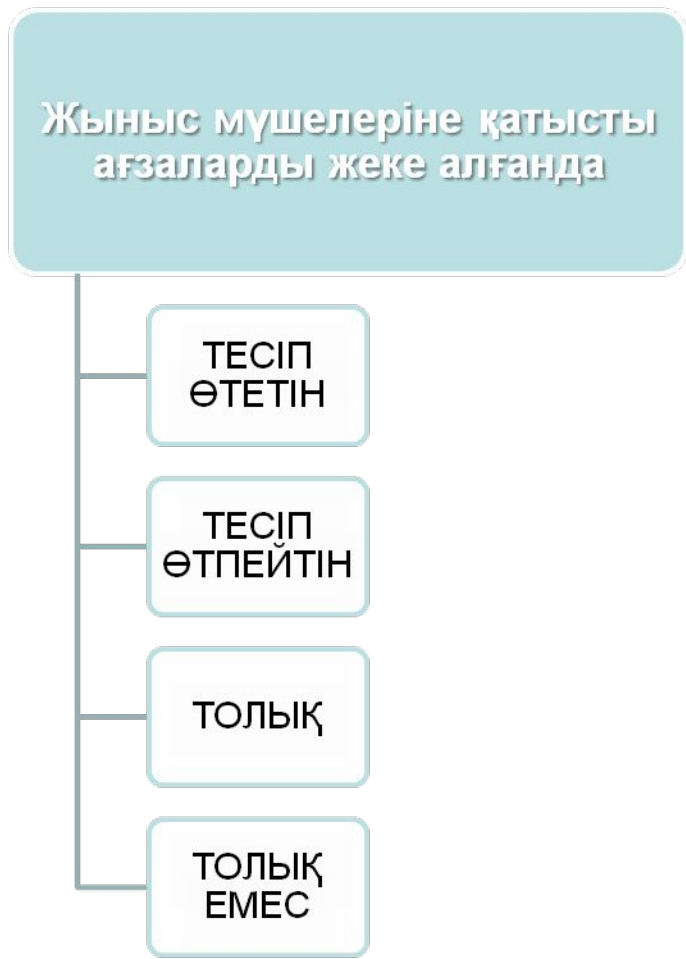 Жыныс мүшелеріне қатысты
ағзаларды жеке алғанда
ТЕСІП
ӨТЕТІН
ТЕСІП
ӨТПЕЙТІН
ТОЛЫҚ
ТОЛЫҚ
ЕМЕС